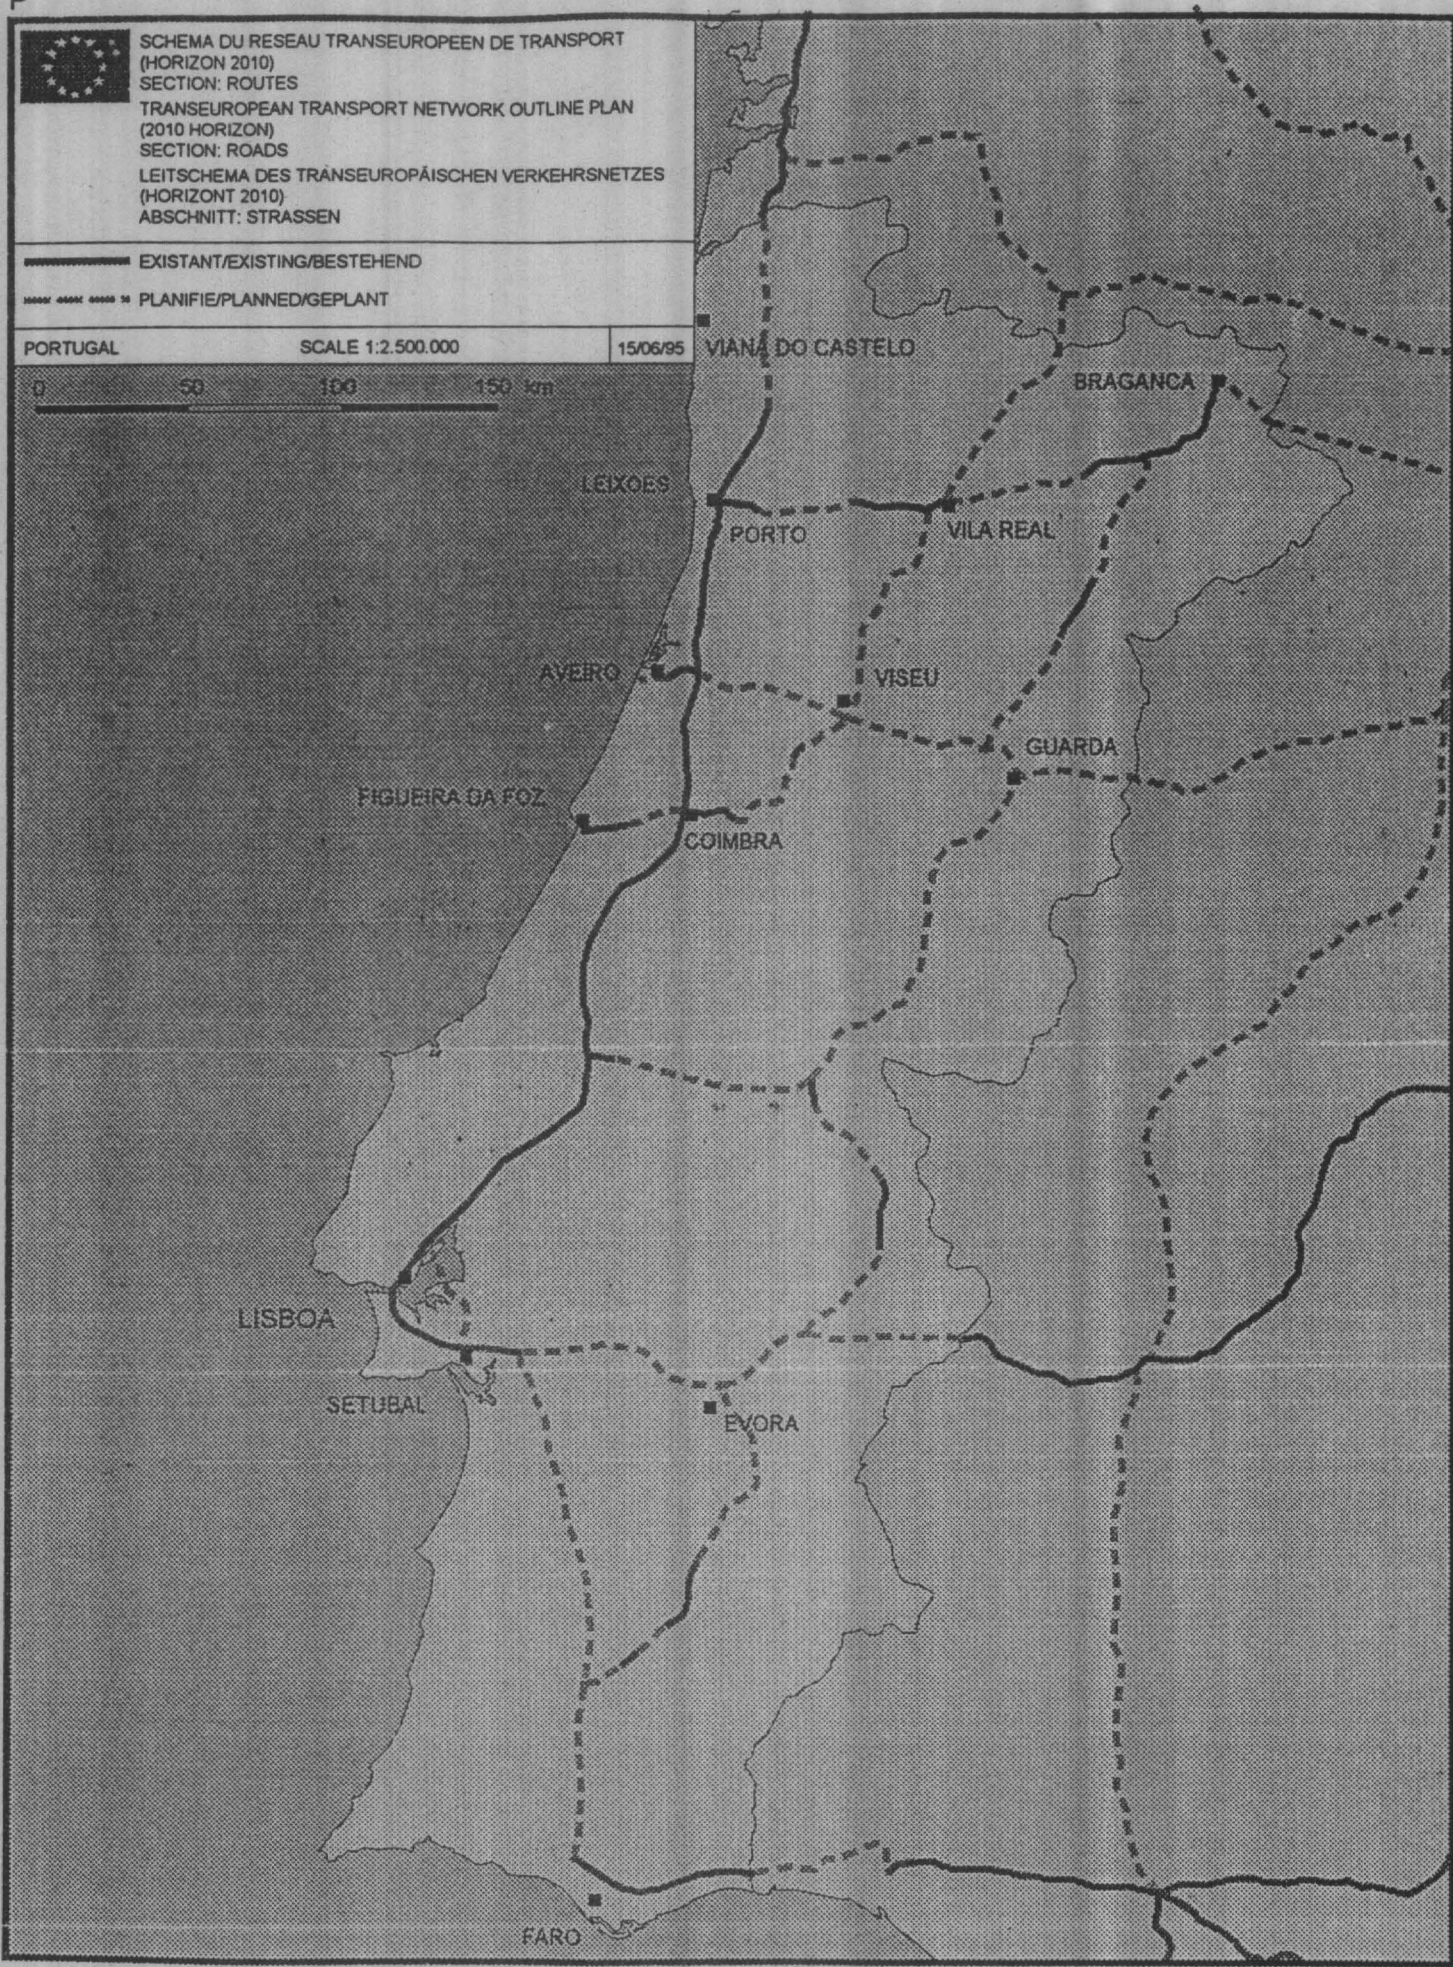 P
SCHEMA DU RESEAU TRANSEUROPEEN DE TRANSPORT
(HORIZON 2010)
SECTION: ROUTES
TRANSEUROPEAN TRANSPORT NETWORK OUTLINE PLAN
(2010 HORIZON)
SECTION: ROADS
LEITSCHEMA DES TRANSEUROPÄISCHEN VERKEHRSNETZES
(HORIZONT 2010)
ABSCHNITT: STRASSEN
EXISTANT/EXISTING/BESTEHEND
PLANIFIE/PLANNED/GEPLANT
PORTUGAL SCALE 1:2.500.000 15/06/95
VIANA DO CASTELO
0 50 100 150 km
BRAGANCA
LEIXOES
PORTO
VILA REAL
AVEIRO
VISEU
GUARDA
FIGUEIRA DA FOZ
COIMBRA
LISBOA
SETUBAL
EVORA
FARO